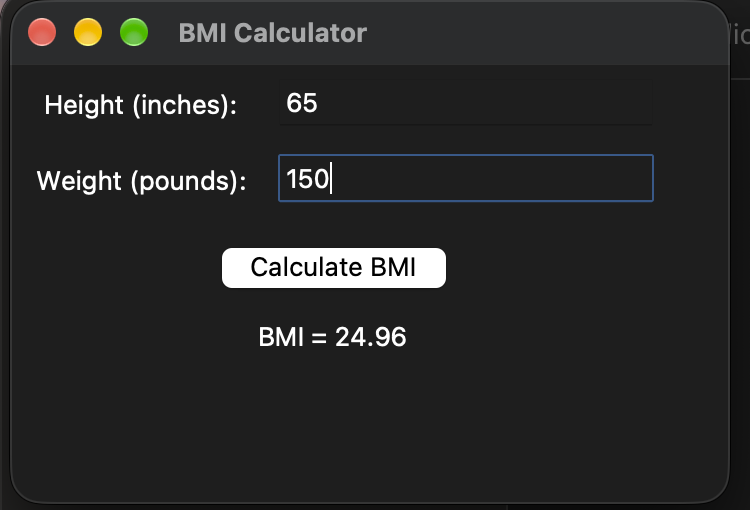 BMI Calculator
Height (inches): 65
Weight (pounds): 150
Calculate BMI
BMI = 24.96